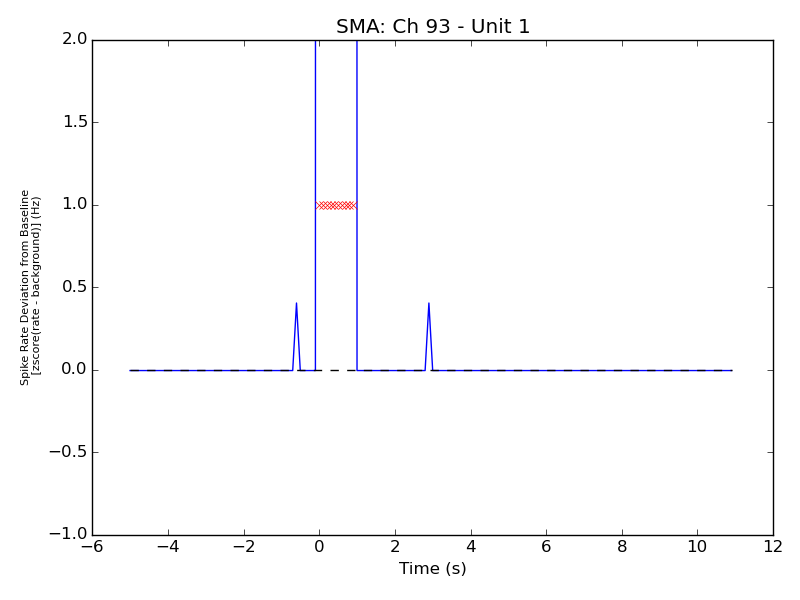 SMA: Ch 93 - Unit 1
2.0
1.5
1.0
0.5
0.0
−0.5
−1.0
Spike Rate Deviation from Baseline
[zscore(rate - background)] (Hz)
−6 −4 −2 0 2 4 6 8 10 12
Time (s)